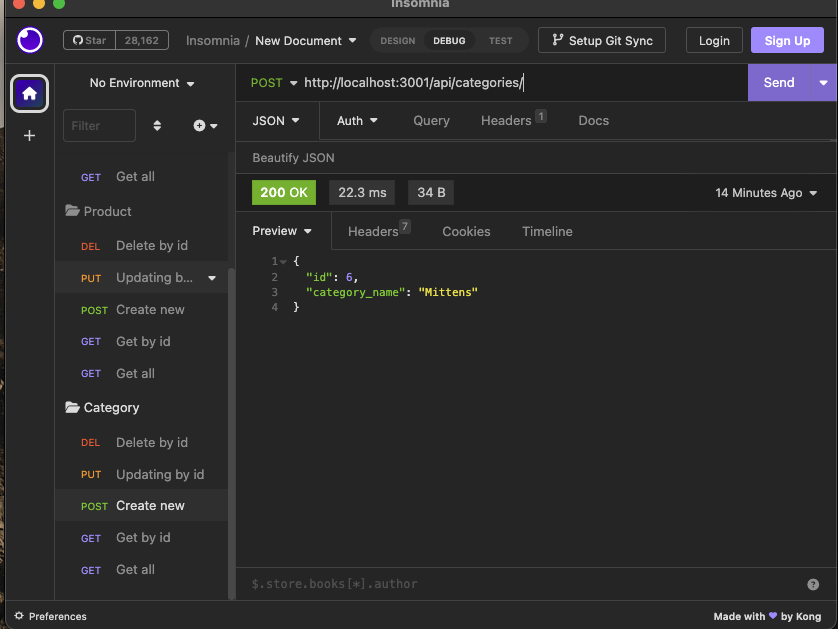 Insomnia
Star 28,162
Insomnia / New Document
DESIGN DEBUG TEST
Setup Git Sync
Login
Sign Up
No Environment
POST http://localhost:3001/api/categories/
Send
Filter
JSON Auth Query Headers 1 Docs
Beautify JSON
GET Get all
200 OK 22.3 ms 34 B 14 Minutes Ago
Product
Preview Headers 7 Cookies Timeline
DEL Delete by id
PUT Updating b...
POST Create new
GET Get by id
GET Get all
Category
DEL Delete by id
PUT Updating by id
POST Create new
GET Get by id
GET Get all
1 {
2 "id": 6,
3 "category_name": "Mittens"
4 }
$.store.books[*].author
?
Preferences
Made with ♥ by Kong